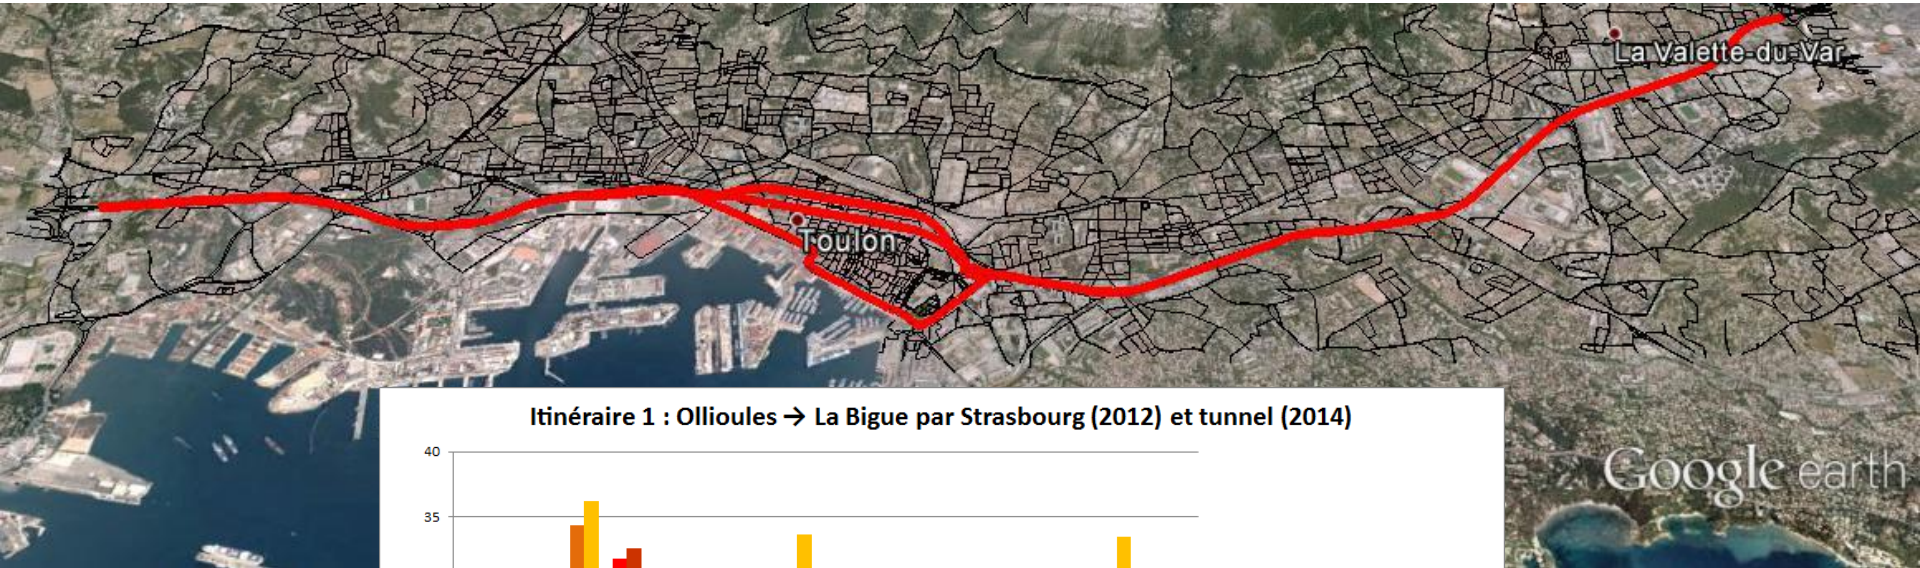 La Valette-du-Var
Toulon
Itinéraire 1 : Ollioules → La Bigue par Strasbourg (2012) et tunnel (2014)
40
Google earth
35